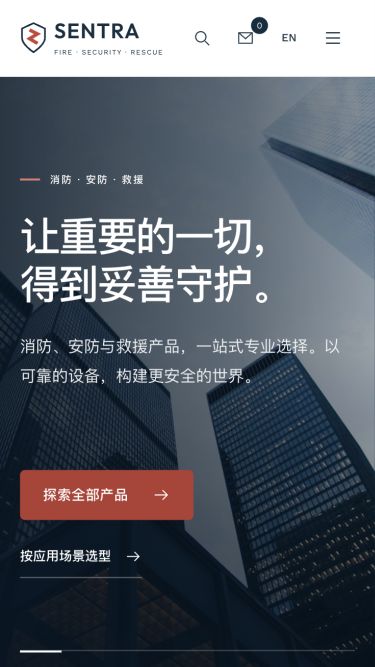 SENTRA
FIRE · SECURITY · RESCUE
0
EN
消防 · 安防 · 救援
让重要的一切，
得到妥善守护。
消防、安防与救援产品，一站式专业选择。以
可靠的设备，构建更安全的世界。
探索全部产品
按应用场景选型